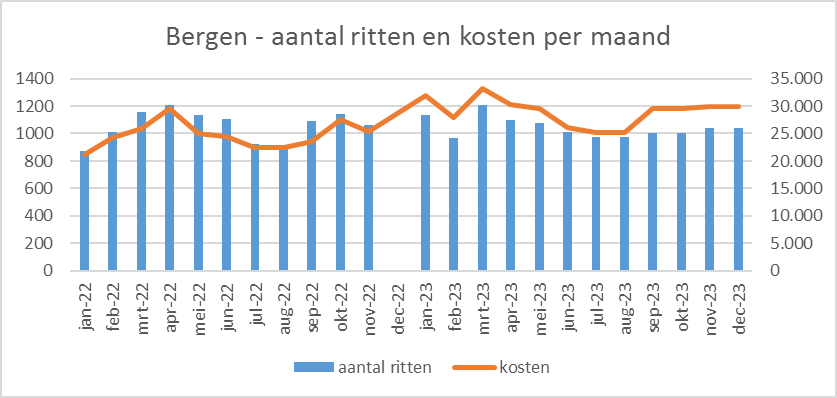 Bergen - aantal ritten en kosten per maand
1400 35.000
1200 30.000
1000 25.000
800 20.000
600 15.000
400 10.000
200 5.000
0 0
jan-22 feb-22 mrt-22 apr-22 mei-22 jun-22 jul-22 aug-22 sep-22 okt-22 nov-22 dec-22 jan-23 feb-23 mrt-23 apr-23 mei-23 jun-23 jul-23 aug-23 sep-23 okt-23 nov-23 dec-23
aantal ritten kosten